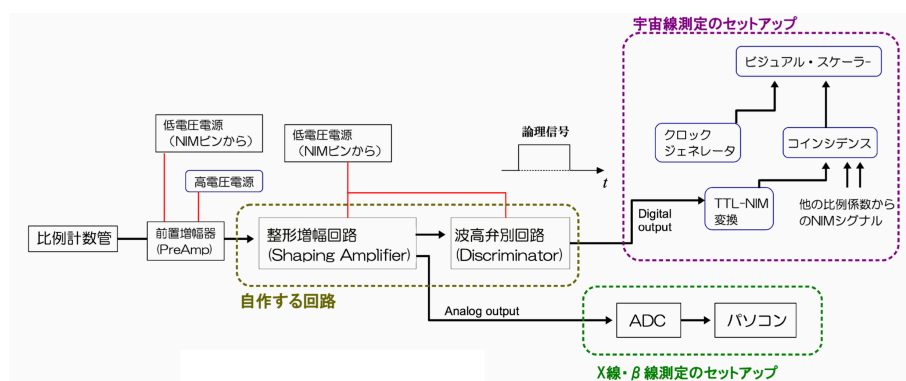 宇宙線測定のセットアップ
ビジュアル・スケーラー
低電圧電源
(NIMピンから)
低電圧電源
(NIMピンから)
論理信号
t
クロック
ジェネレータ
コインシデンス
高電圧電源
TTL-NIM
変換
他の比例係数から
のNIMシグナル
比例計数管
前置増幅器
(PreAmp)
整形増幅回路
(Shaping Amplifier)
波高弁別回路
(Discriminator)
Digital
output
自作する回路
Analog output
ADC
パソコン
X線・β線測定のセットアップ